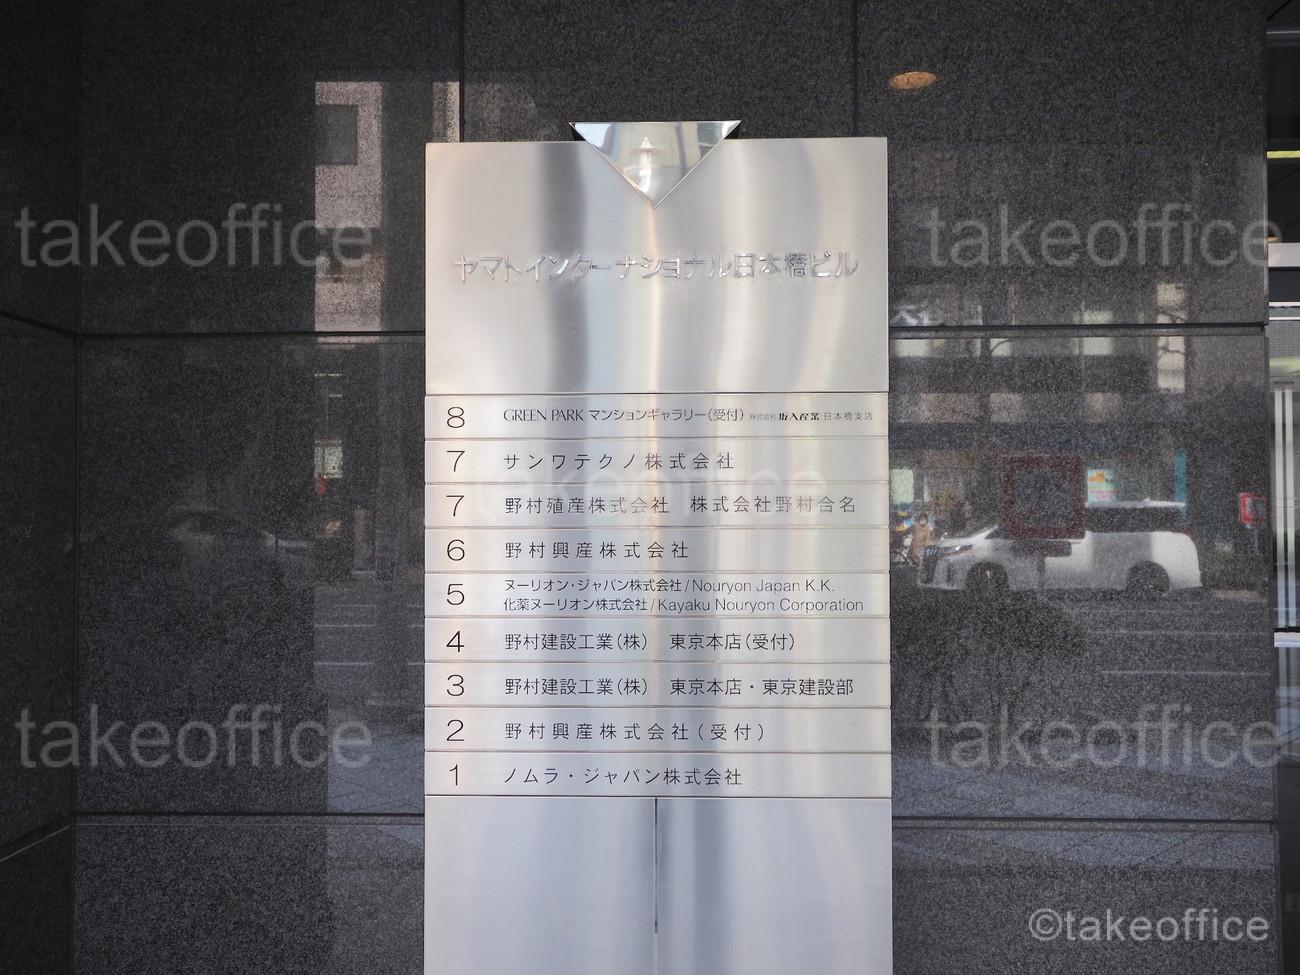 ヤマトインターナショナル日本橋ビル
8 GREEN PARK マンションギャラリー(受付) 株式会社 坂入産業 日本橋支店
7 サンワテクノ株式会社
7 野村殖産株式会社 株式会社野村合名
6 野村興産株式会社
5 ヌーリオン・ジャパン株式会社/Nouryon Japan K.K.
化薬ヌーリオン株式会社/Kayaku Nouryon Corporation
4 野村建設工業(株) 東京本店(受付)
3 野村建設工業(株) 東京本店・東京建設部
2 野村興産株式会社(受付)
1 ノムラ・ジャパン株式会社
takeoffice
takeoffice
takeoffice
takeoffice
takeoffice
©takeoffice